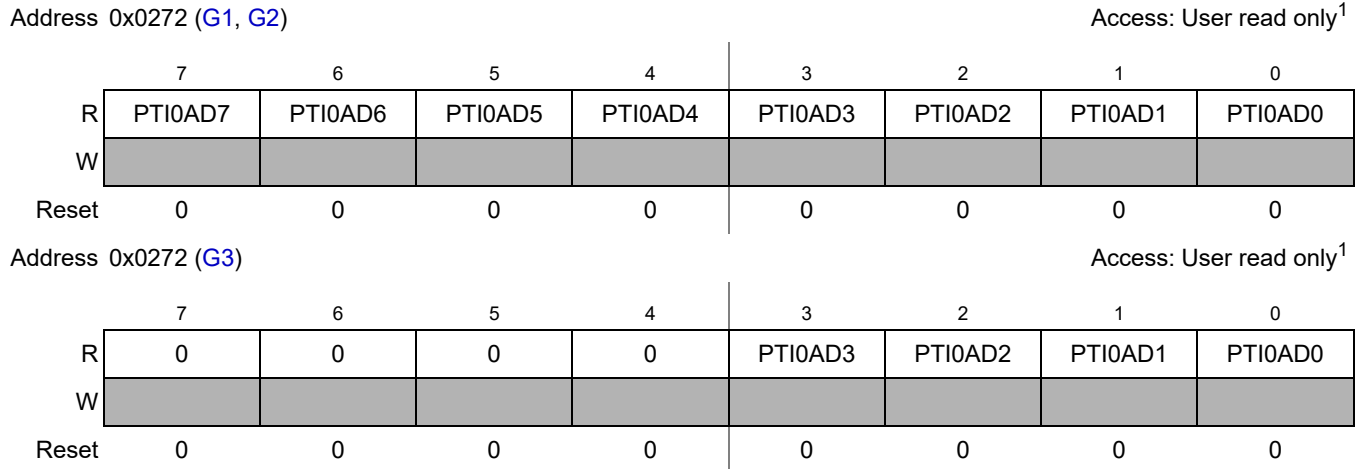 Address 0x0272 (G1, G2) Access: User read only1
7 6 5 4 3 2 1 0
R PTI0AD7 PTI0AD6 PTI0AD5 PTI0AD4 PTI0AD3 PTI0AD2 PTI0AD1 PTI0AD0
W
Reset 0 0 0 0 0 0 0 0
Address 0x0272 (G3) Access: User read only1
7 6 5 4 3 2 1 0
R 0 0 0 0 PTI0AD3 PTI0AD2 PTI0AD1 PTI0AD0
W
Reset 0 0 0 0 0 0 0 0